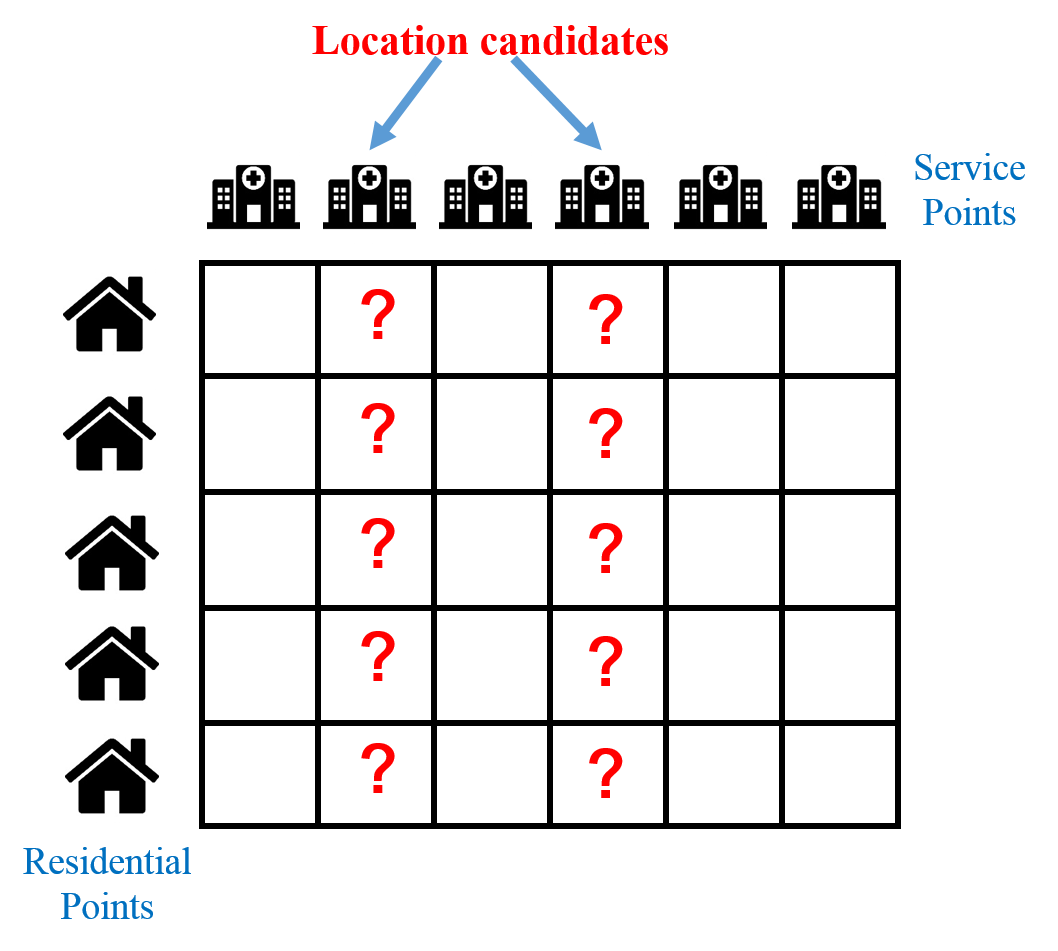 Location candidates
Service
Points
? ?
? ?
? ?
? ?
? ?
Residential
Points